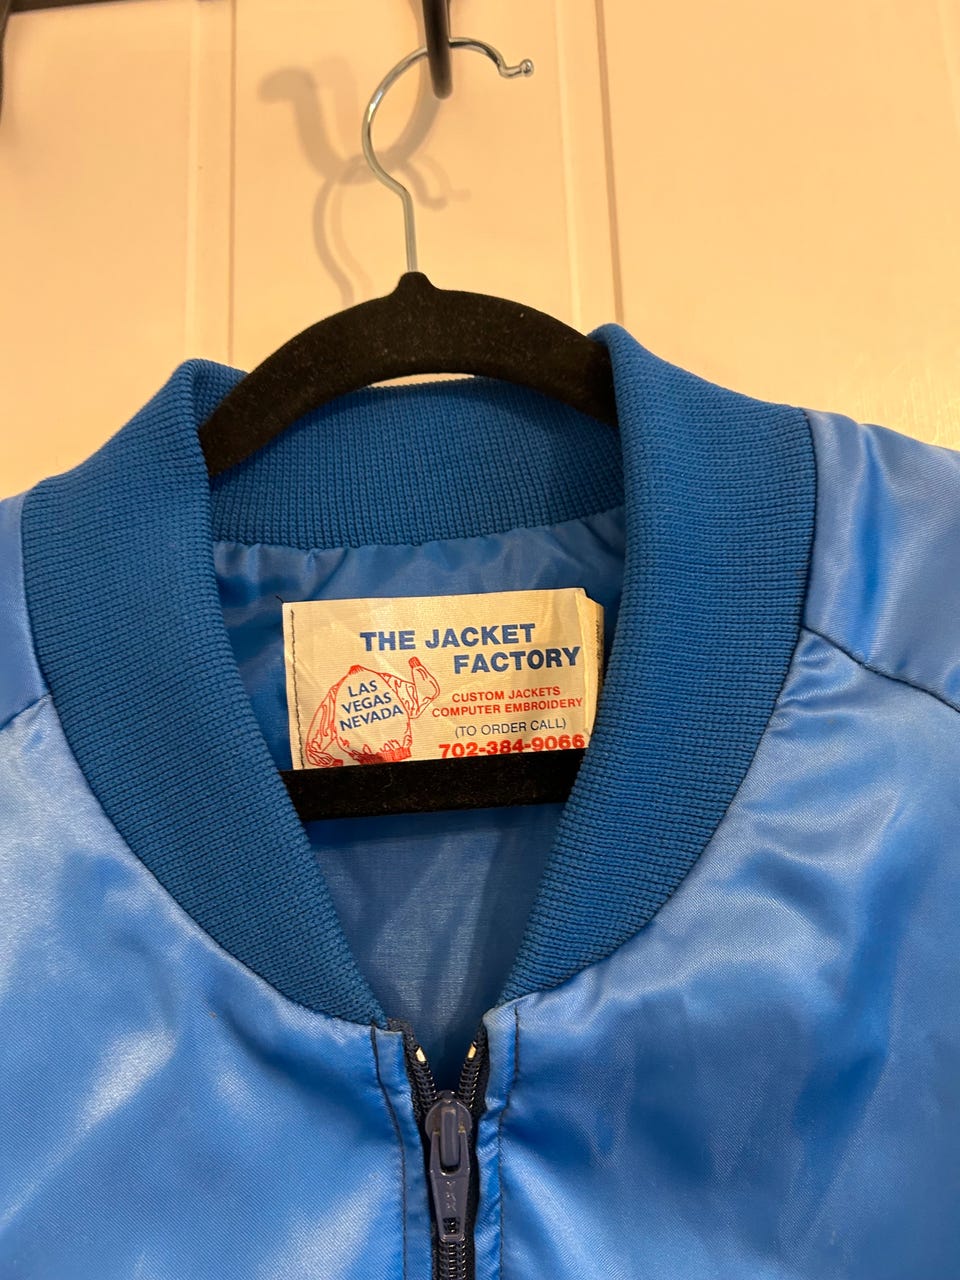 THE JACKET
FACTORY
LAS
VEGAS
NEVADA
CUSTOM JACKETS
COMPUTER EMBROIDERY
(TO ORDER CALL)
702-384-9066